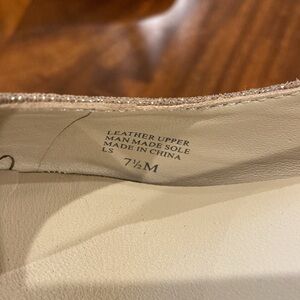 LEATHER UPPER
MAN MADE SOLE
MADE IN CHINA
LS
7½M